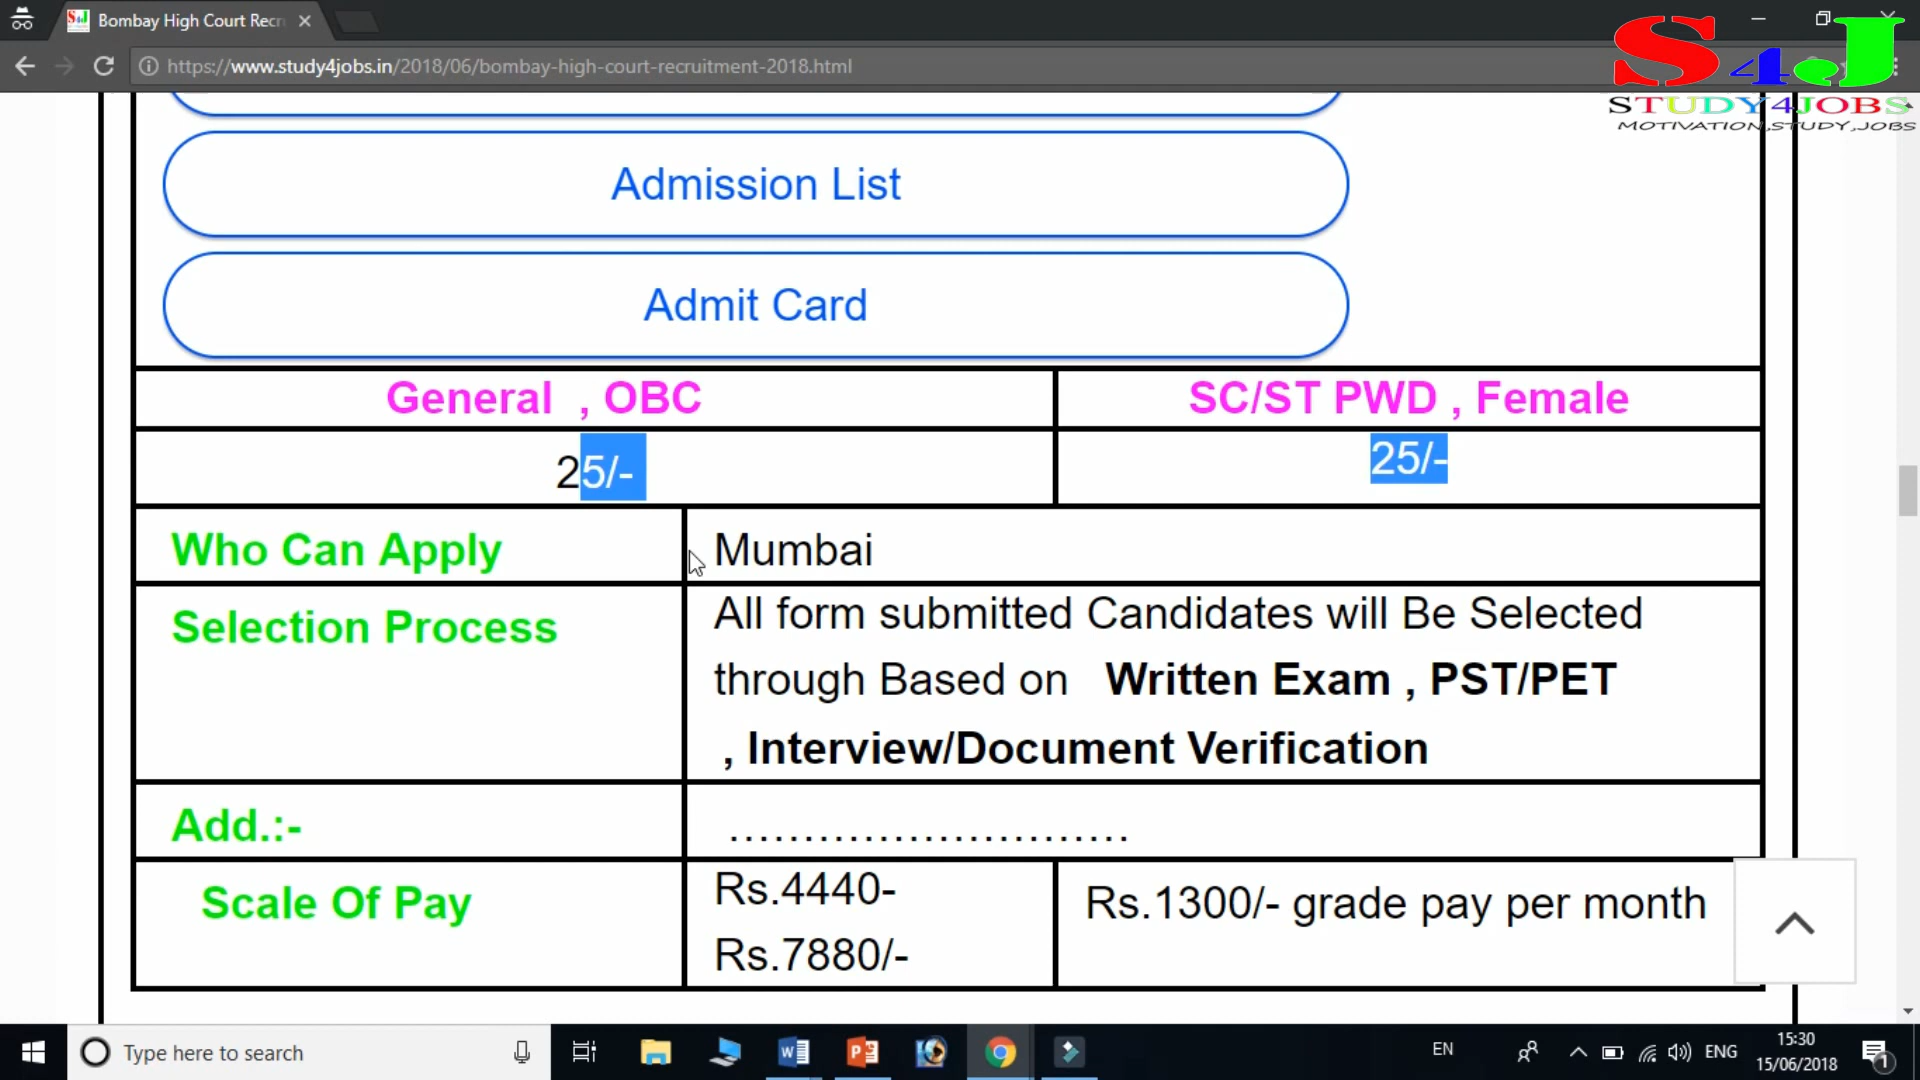 Bombay High Court Recr
https://www.study4jobs.in/2018/06/bombay-high-court-recruitment-2018.html
S4J
STUDY4JOBS
MOTIVATION,STUDY,JOBS
Admission List
Admit Card
General , OBC
SC/ST PWD , Female
25/-
25/-
Who Can Apply
Mumbai
Selection Process
All form submitted Candidates will Be Selected
through Based on Written Exam , PST/PET
, Interview/Document Verification
Add.:-
...........................
Scale Of Pay
Rs.4440-
Rs.7880/-
Rs.1300/- grade pay per month
Type here to search
EN
ENG
15:30
15/06/2018
1